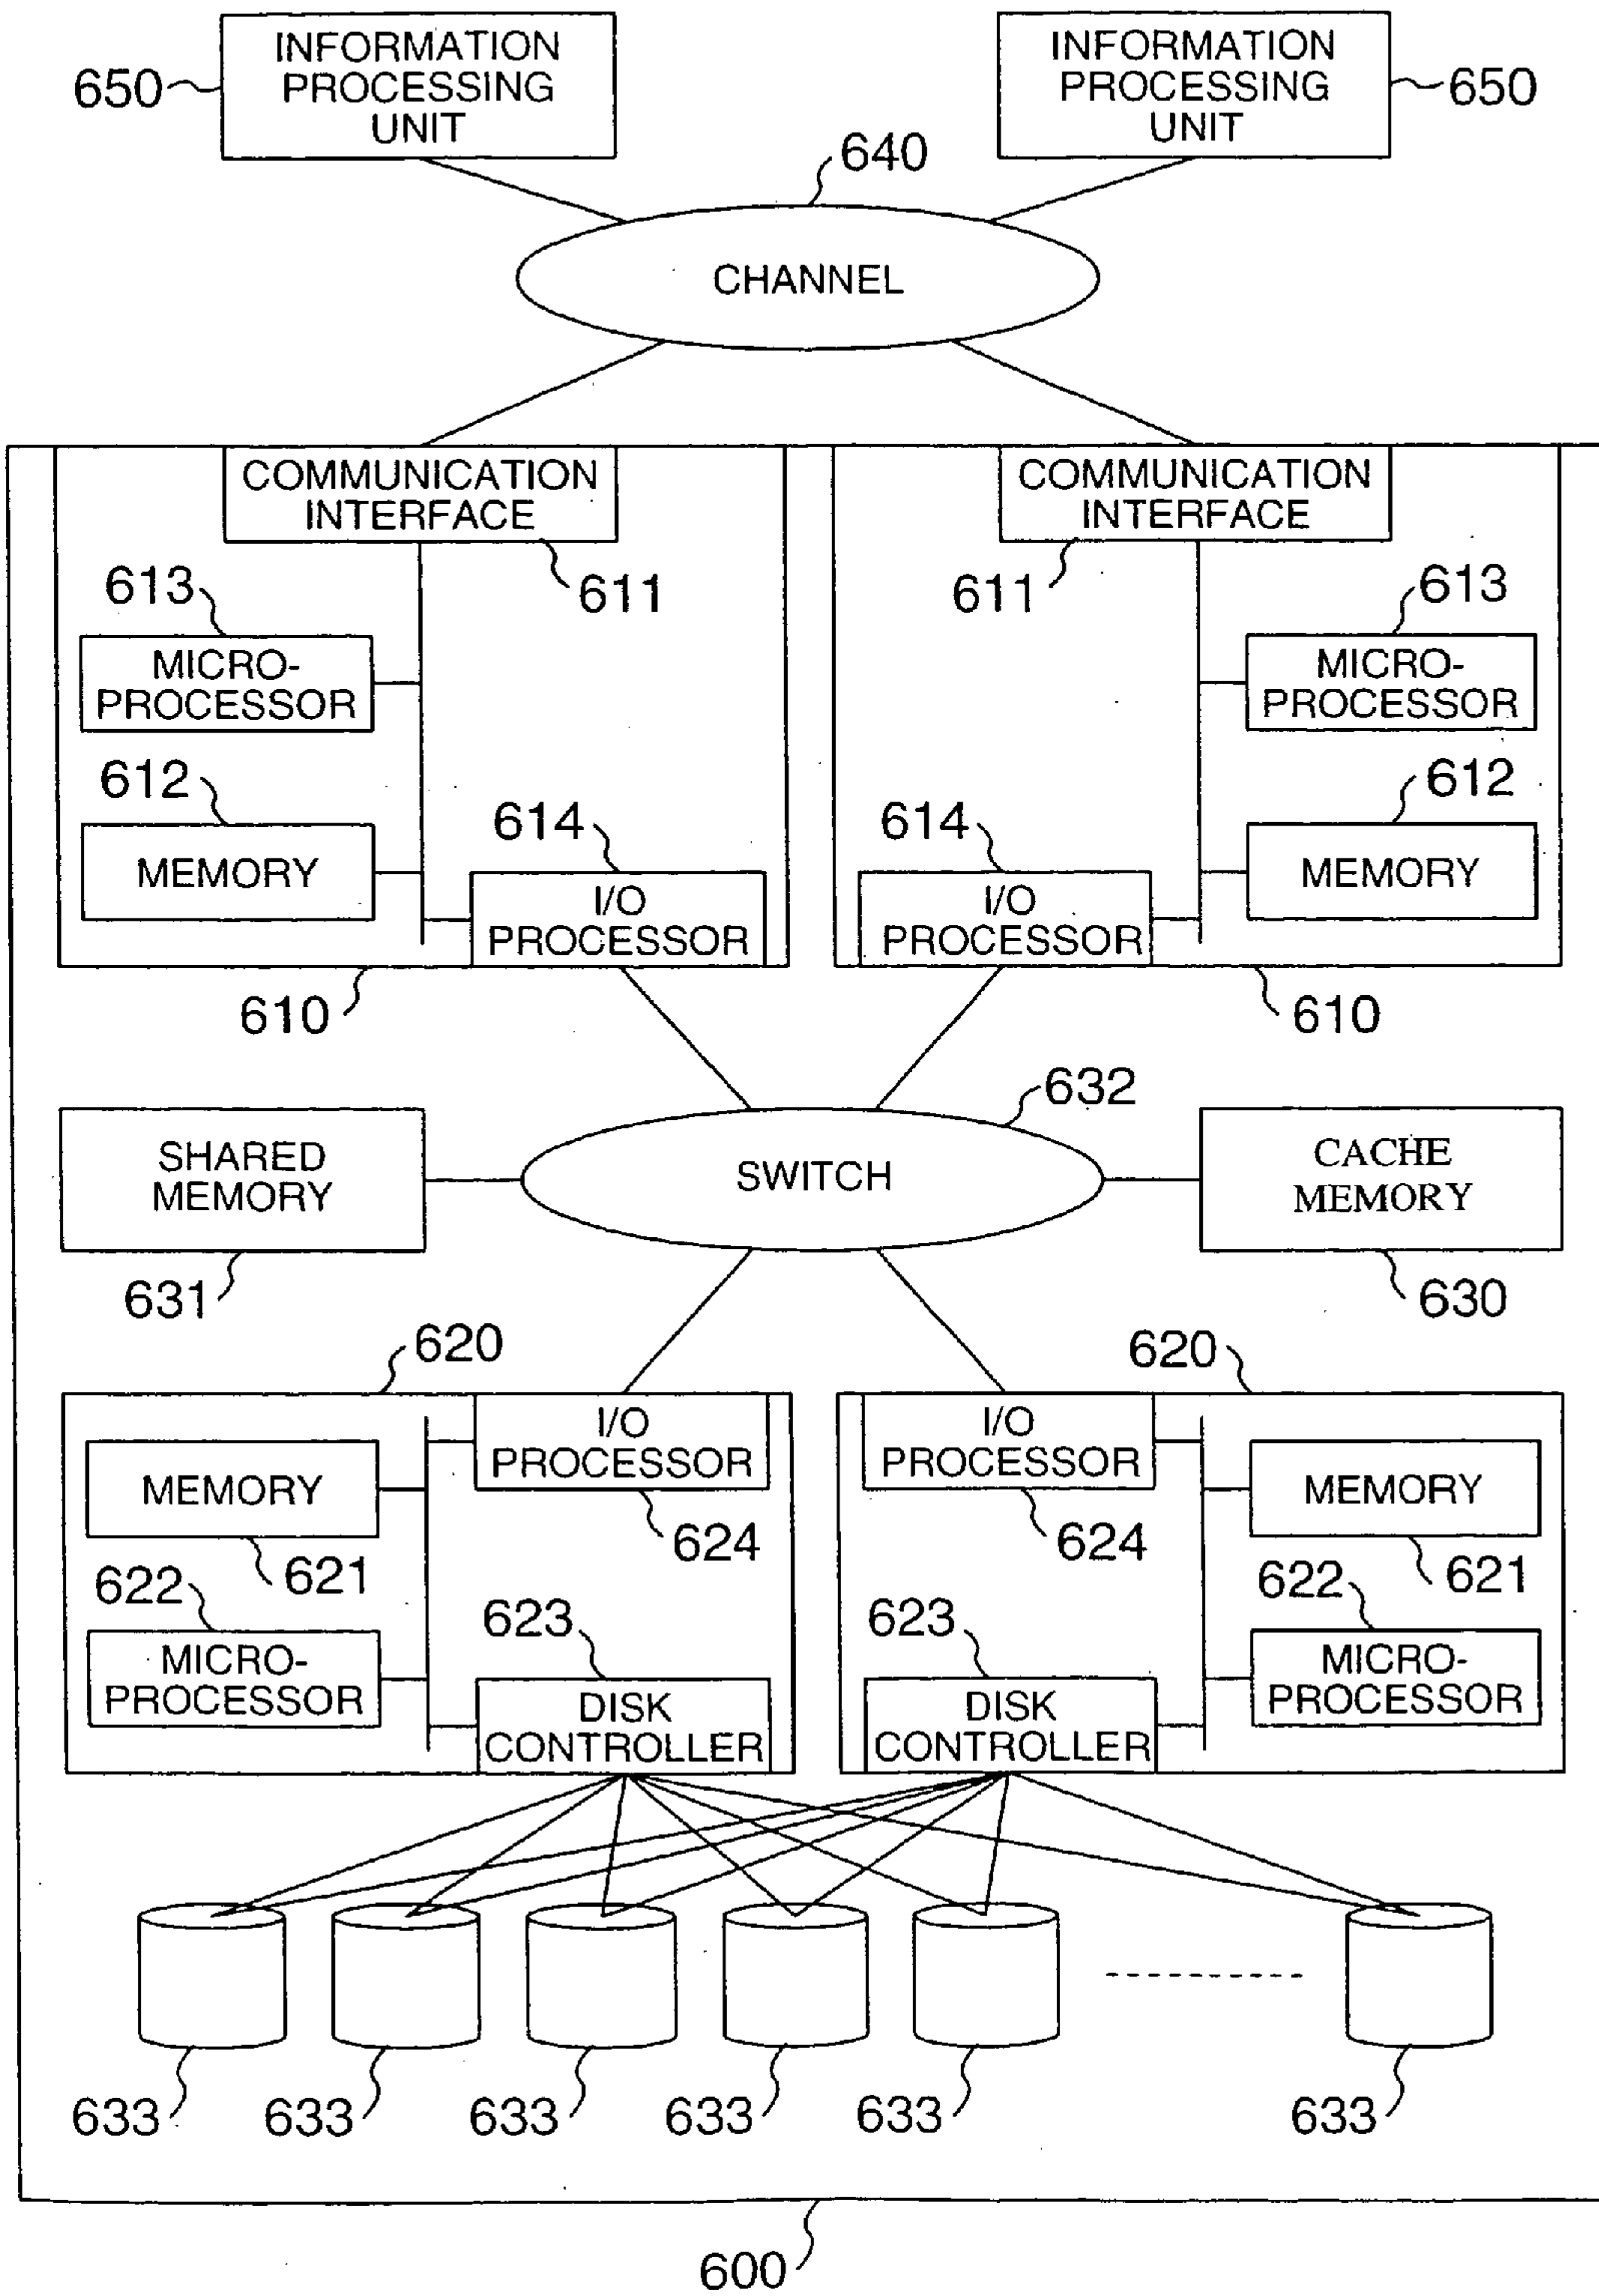 INFORMATION
PROCESSING
UNIT
650
INFORMATION
PROCESSING
UNIT
650
640
CHANNEL
COMMUNICATION
INTERFACE
611
COMMUNICATION
INTERFACE
611
613
MICRO-
PROCESSOR
613
MICRO-
PROCESSOR
612
MEMORY
614
I/O
PROCESSOR
614
I/O
PROCESSOR
612
MEMORY
610
610
632
SHARED
MEMORY
631
SWITCH
CACHE
MEMORY
630
620
620
I/O
PROCESSOR
624
I/O
PROCESSOR
624
MEMORY
621
MEMORY
621
622
MICRO-
PROCESSOR
623
DISK
CONTROLLER
623
DISK
CONTROLLER
622
MICRO-
PROCESSOR
633
633
633
633
633
633
600